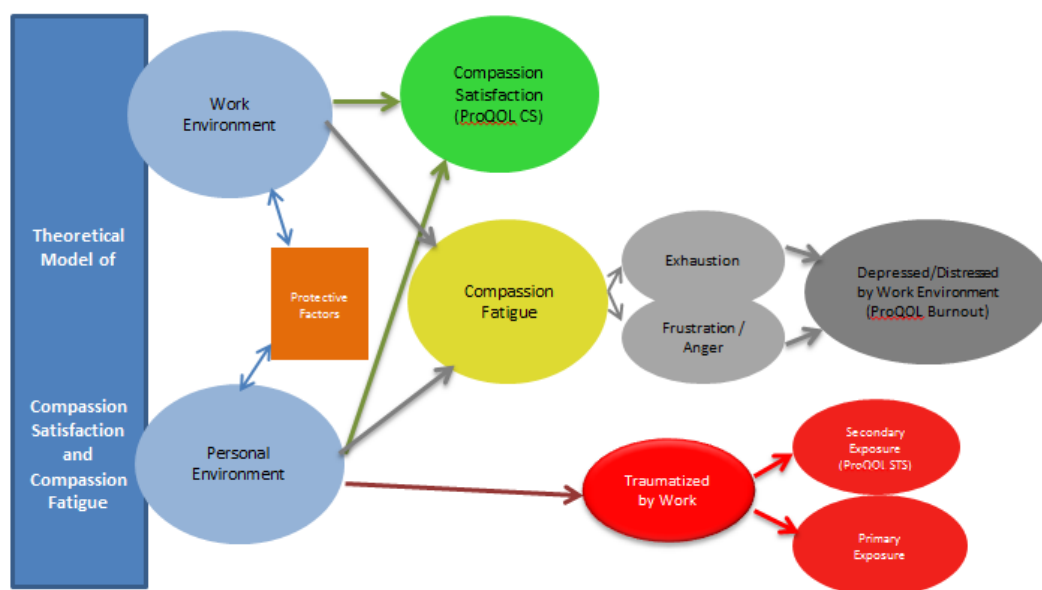 Theoretical
Model of
Compassion
Satisfaction
and
Compassion
Fatigue
Work
Environment
Protective
Factors
Personal
Environment
Compassion
Satisfaction
(ProQOL CS)
Compassion
Fatigue
Exhaustion
Frustration /
Anger
Depressed/Distressed
by Work Environment
(ProQOL Burnout)
Traumatized
by Work
Secondary
Exposure
(ProQOL STS)
Primary
Exposure